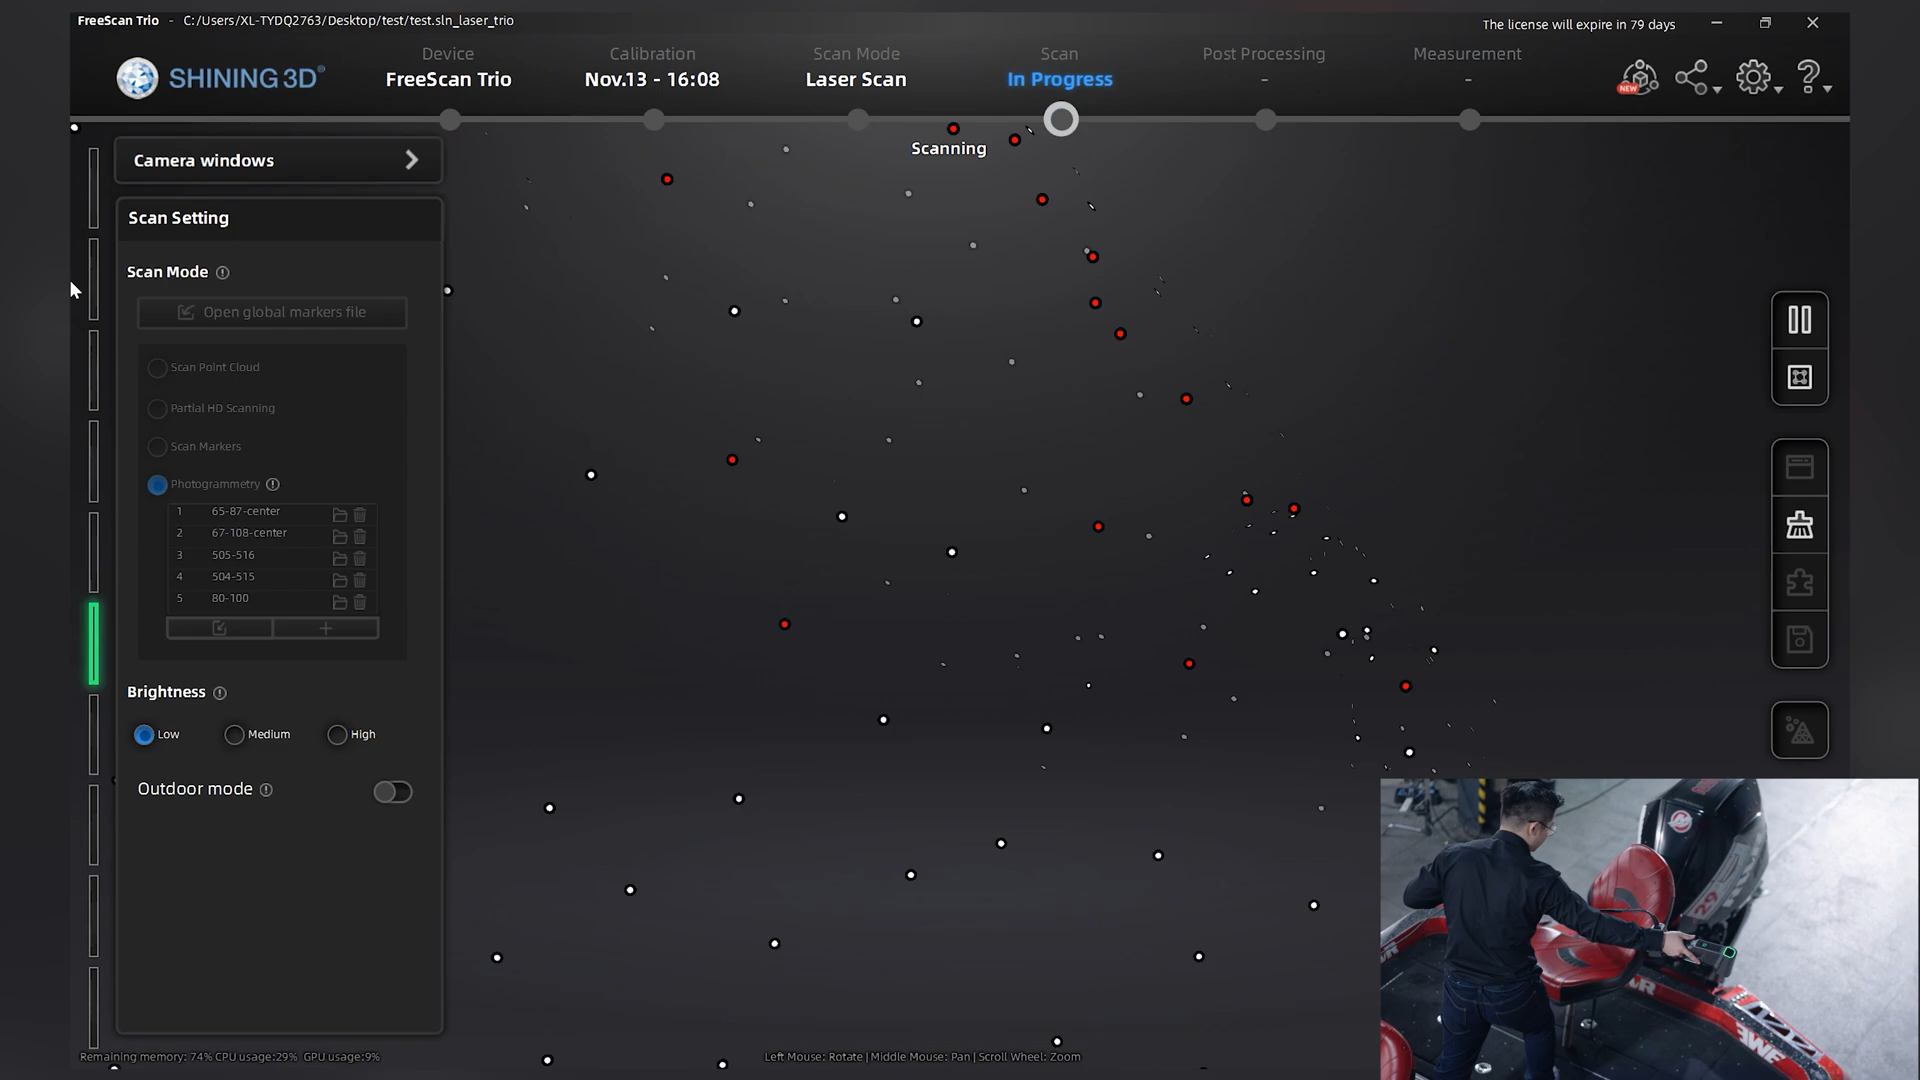 FreeScan Trio - C:/Users/XL-TYDQ2763/Desktop/test/test.sln_laser_trio
The license will expire in 79 days
SHINING 3D®
Device
FreeScan Trio
Calibration
Nov.13 - 16:08
Scan Mode
Laser Scan
Scan
In Progress
Post Processing
-
Measurement
-
NEW
Camera windows
Scanning
Scan Setting
Scan Mode
Open global markers file
Scan Point Cloud
Partial HD Scanning
Scan Markers
Photogrammetry
1 65-87-center
2 67-108-center
3 505-516
4 504-515
5 80-100
Brightness
Low Medium High
Outdoor mode
29
Remaining memory: 74% CPU usage:29% GPU usage:9%
Left Mouse: Rotate | Middle Mouse: Pan | Scroll Wheel: Zoom